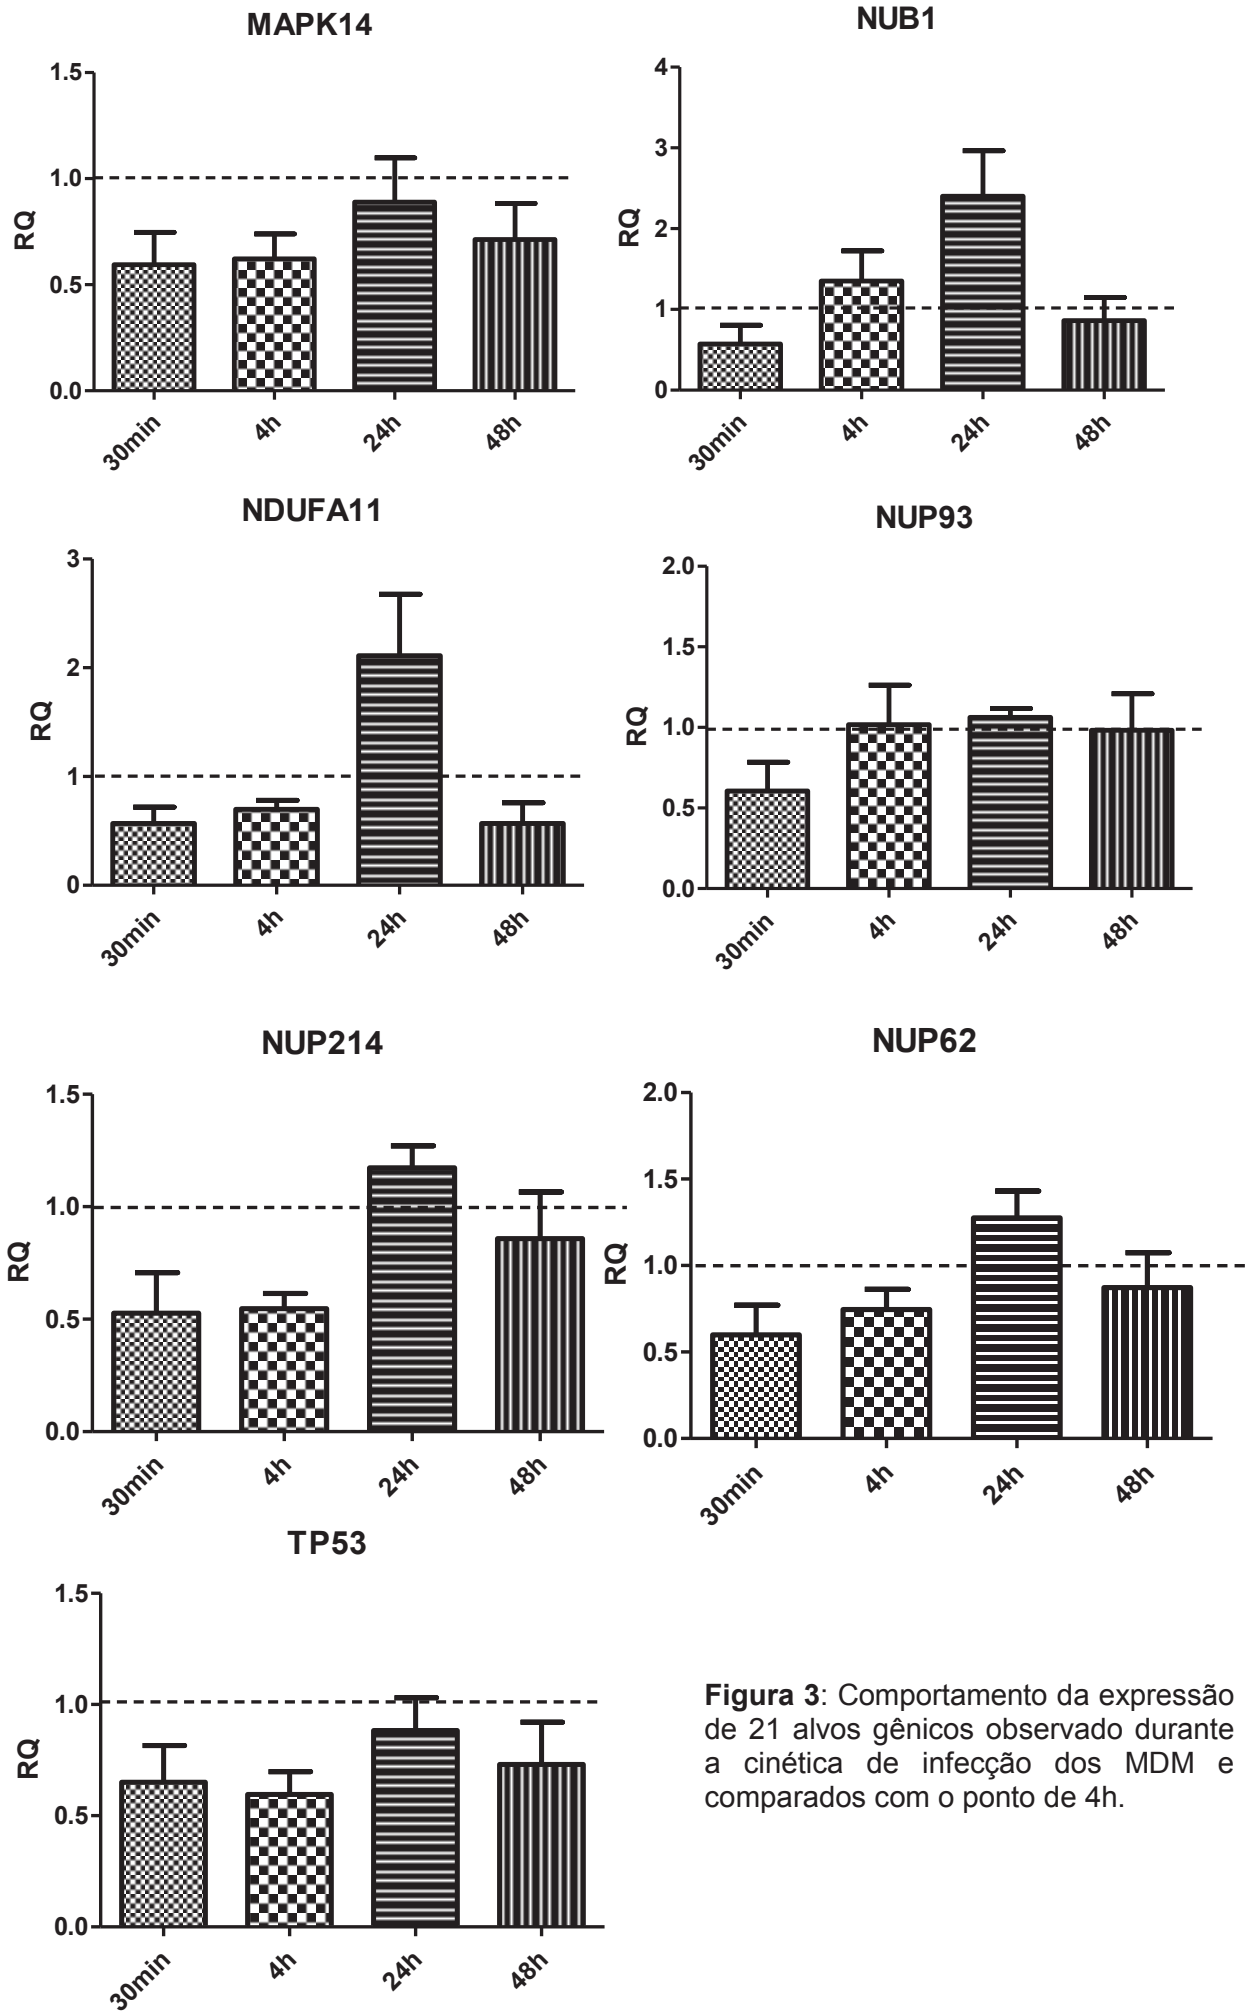 MAPK14
1.5
1.0
0.5
0.0
RQ
30min
4h
24h
48h
NUB1
4
3
2
1
0
RQ
30min
4h
24h
48h
NDUFA11
3
2
1
0
RQ
30min
4h
24h
48h
NUP93
2.0
1.5
1.0
0.5
0.0
RQ
30min
4h
24h
48h
NUP214
1.5
1.0
0.5
0.0
RQ
30min
4h
24h
48h
NUP62
2.0
1.5
1.0
0.5
0.0
RQ
30min
4h
24h
48h
TP53
1.5
1.0
0.5
0.0
RQ
30min
4h
24h
48h
Figura 3: Comportamento da expressão
de 21 alvos gênicos observado durante
a cinética de infecção dos MDM e
comparados com o ponto de 4h.